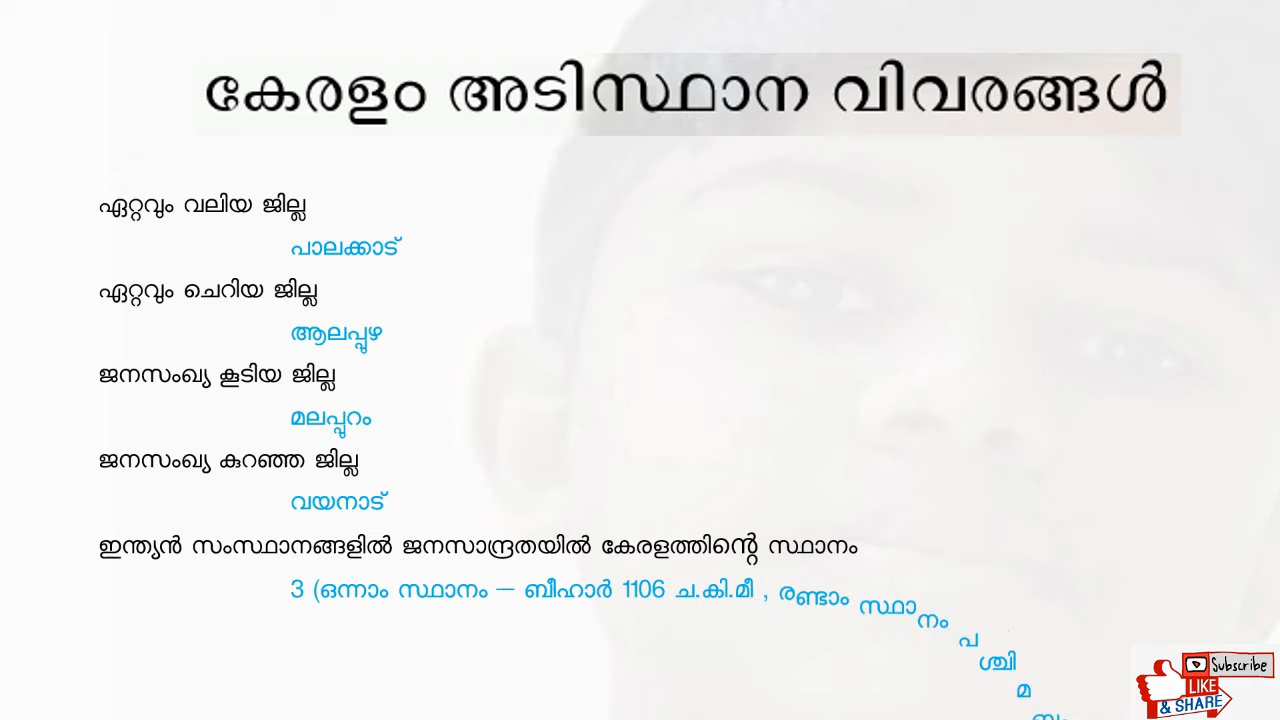 കേരളം അടിസ്ഥാന വിവരങ്ങൾ
ഏറ്റവും വലിയ ജില്ല
പാലക്കാട്
ഏറ്റവും ചെറിയ ജില്ല
ആലപ്പുഴ
ജനസംഖ്യ കൂടിയ ജില്ല
മലപ്പുറം
ജനസംഖ്യ കുറഞ്ഞ ജില്ല
വയനാട്
ഇന്ത്യൻ സംസ്ഥാനങ്ങളിൽ ജനസാന്ദ്രതയിൽ കേരളത്തിന്റെ സ്ഥാനം
3 (ഒന്നാം സ്ഥാനം – ബീഹാർ 1106 ച.കി.മീ , രണ്ടാം സ്ഥാനം പശ്ചിമ
Subscribe
LIKE
& SHARE